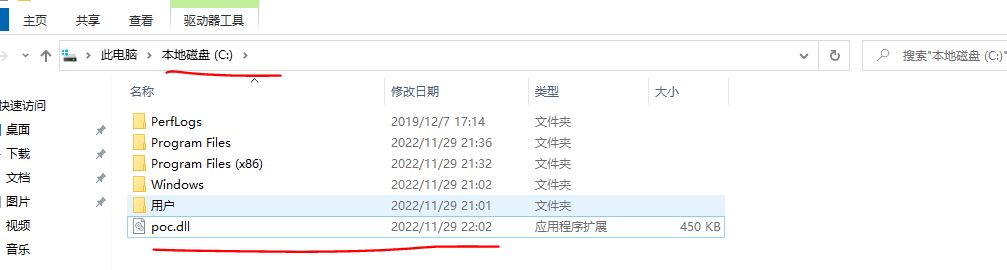 主页 共享 查看 驱动器工具
此电脑 本地磁盘 (C:) 搜索"本地磁盘 (C:)"
名称 修改日期 类型 大小
快速访问
桌面
下载
文档
图片
视频
音乐
PerfLogs 2019/12/7 17:14 文件夹
Program Files 2022/11/29 21:36 文件夹
Program Files (x86) 2022/11/29 21:32 文件夹
Windows 2022/11/29 21:02 文件夹
用户 2022/11/29 21:01 文件夹
poc.dll 2022/11/29 22:02 应用程序扩展 450 KB